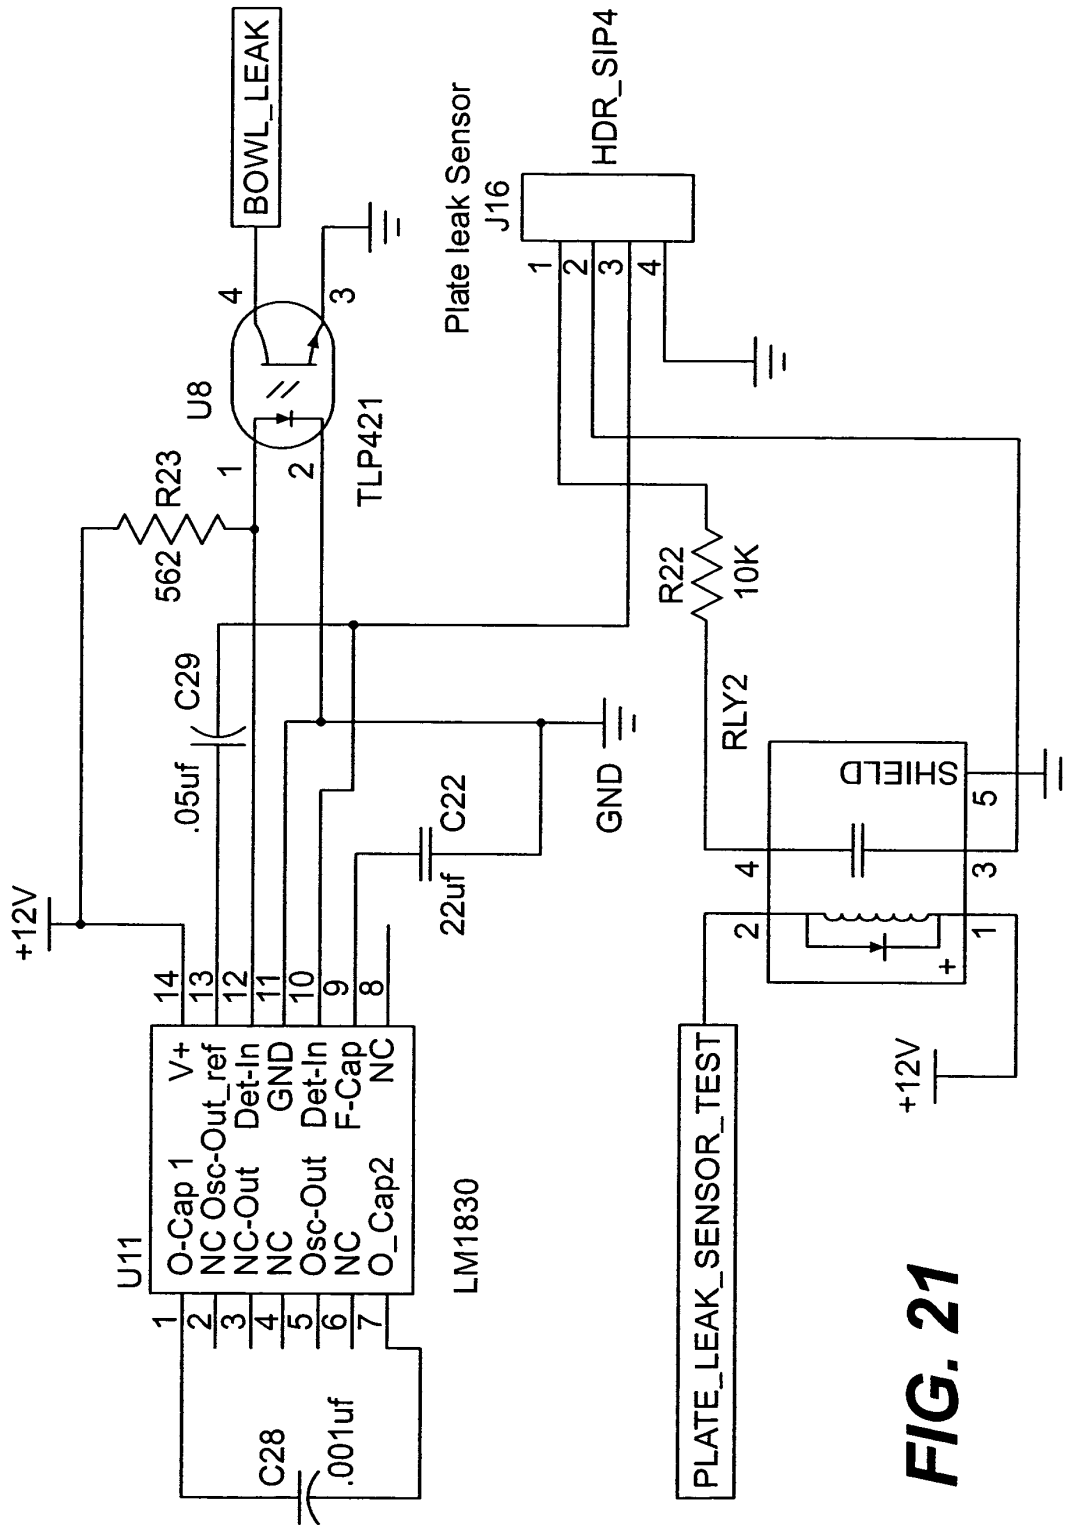 +12V
U11
O-Cap 1 V+
NC Osc-Out_ref
NC-Out Det-In
NC GND
Osc-Out Det-In
NC F-Cap
O_Cap2 NC
1
2
3
4
5
6
7
14
13
12
11
10
9
8
LM1830
C28
.001uf
.05uf
C29
562
R23
22uf
C22
GND
U8
1
2
4
3
TLP421
BOWL_LEAK
Plate leak Sensor
J16
1
2
3
4
HDR_SIP4
R22
10K
RLY2
PLATE_LEAK_SENSOR_TEST
2
4
SHIELD
+
1
3
5
+12V
FIG. 21